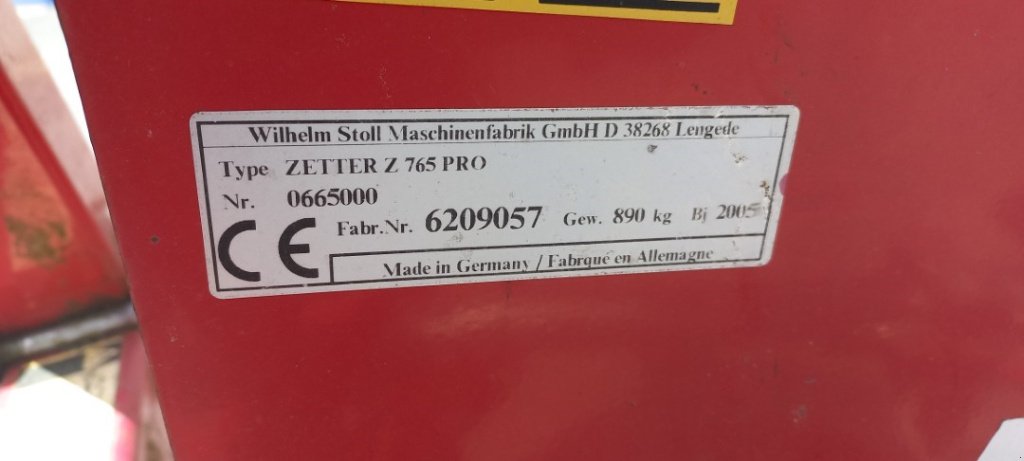 Wilhelm Stoll Maschinenfabrik GmbH D 38268 Lengede
Type ZETTER Z 765 PRO
Nr. 0665000
CE Fabr.Nr. 6209057 Gew. 890 kg Bj 2005
Made in Germany / Fabrqué en Allemagne